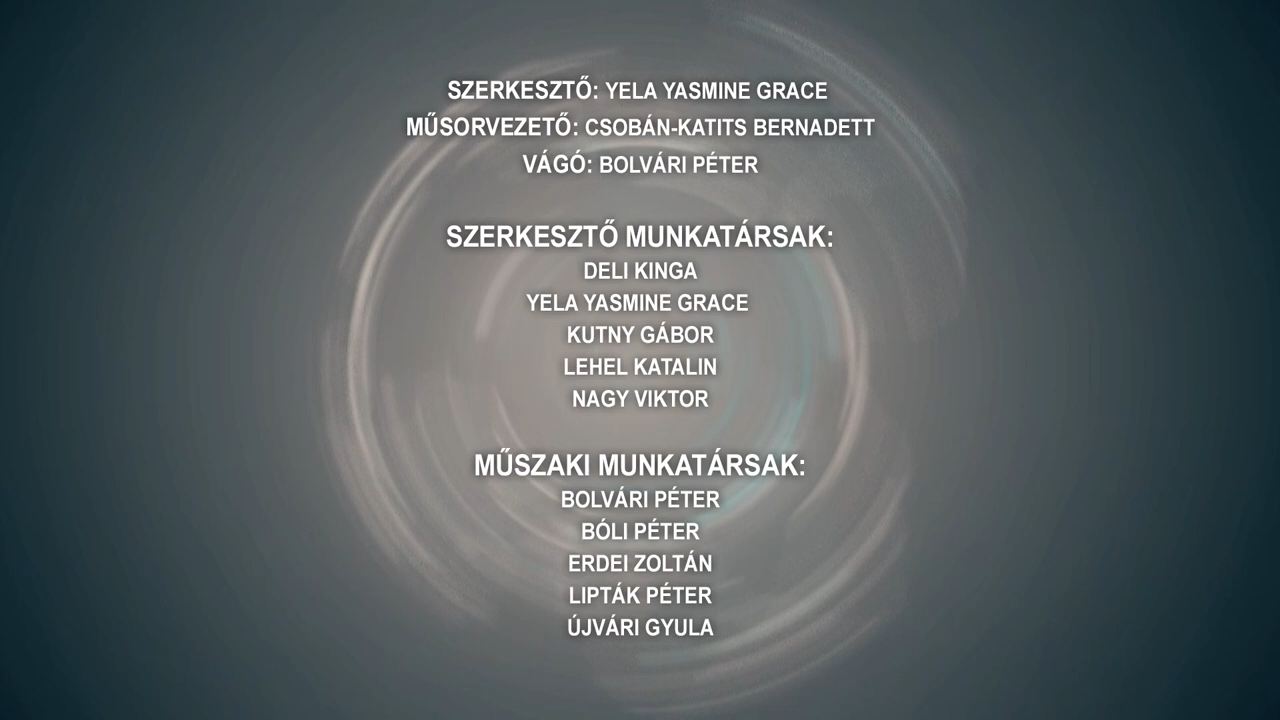 SZERKESZTŐ: YELA YASMINE GRACE
MŰSORVEZETŐ: CSOBÁN-KATITS BERNADETT
VÁGÓ: BOLVÁRI PÉTER
SZERKESZTŐ MUNKATÁRSAK:
DELI KINGA
YELA YASMINE GRACE
KUTNY GÁBOR
LEHEL KATALIN
NAGY VIKTOR
MŰSZAKI MUNKATÁRSAK:
BOLVÁRI PÉTER
BÓLI PÉTER
ERDEI ZOLTÁN
LIPTÁK PÉTER
ÚJVÁRI GYULA